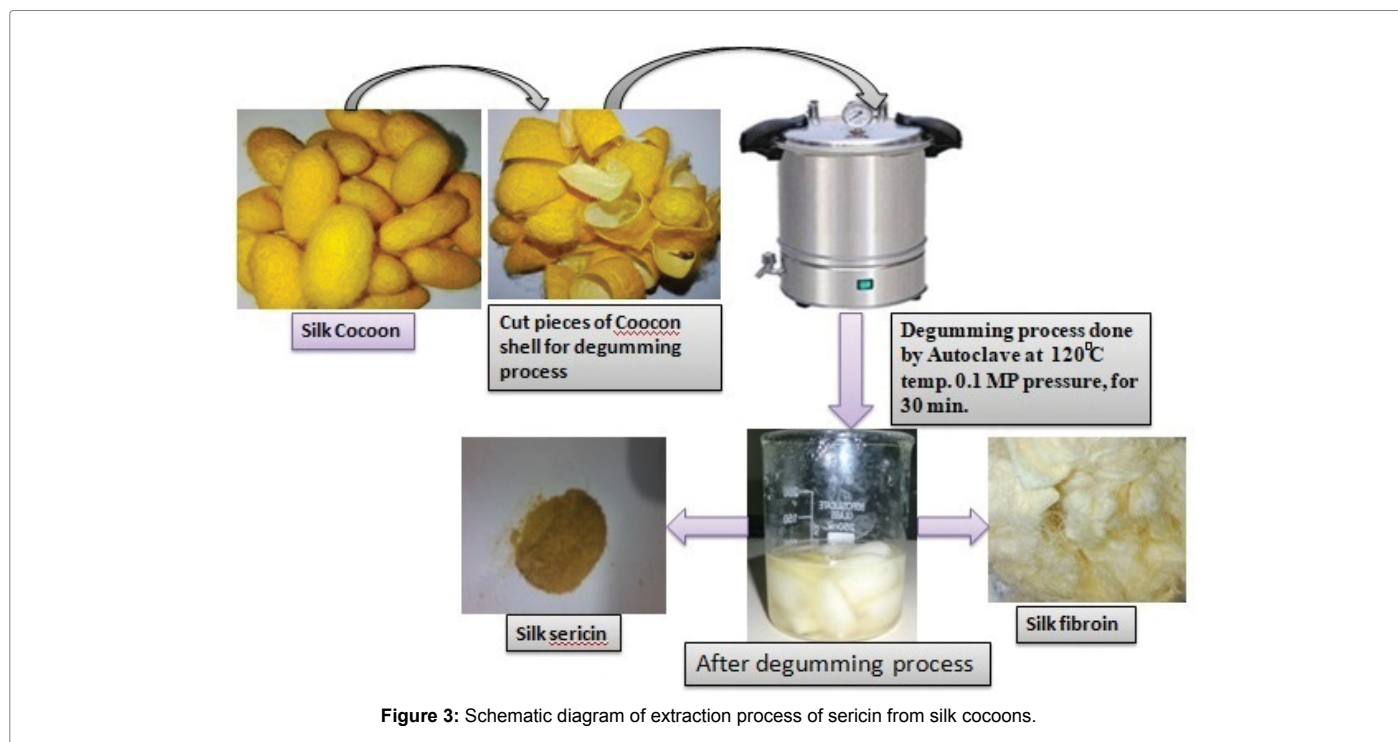 Silk Cocoon
Cut pieces of Coocon
shell for degumming
process
Degumming process done
by Autoclave at 120°C
temp. 0.1 MP pressure, for
30 min.
150
250mL
Silk sericin
After degumming process
Silk fibroin
Figure 3: Schematic diagram of extraction process of sericin from silk cocoons.